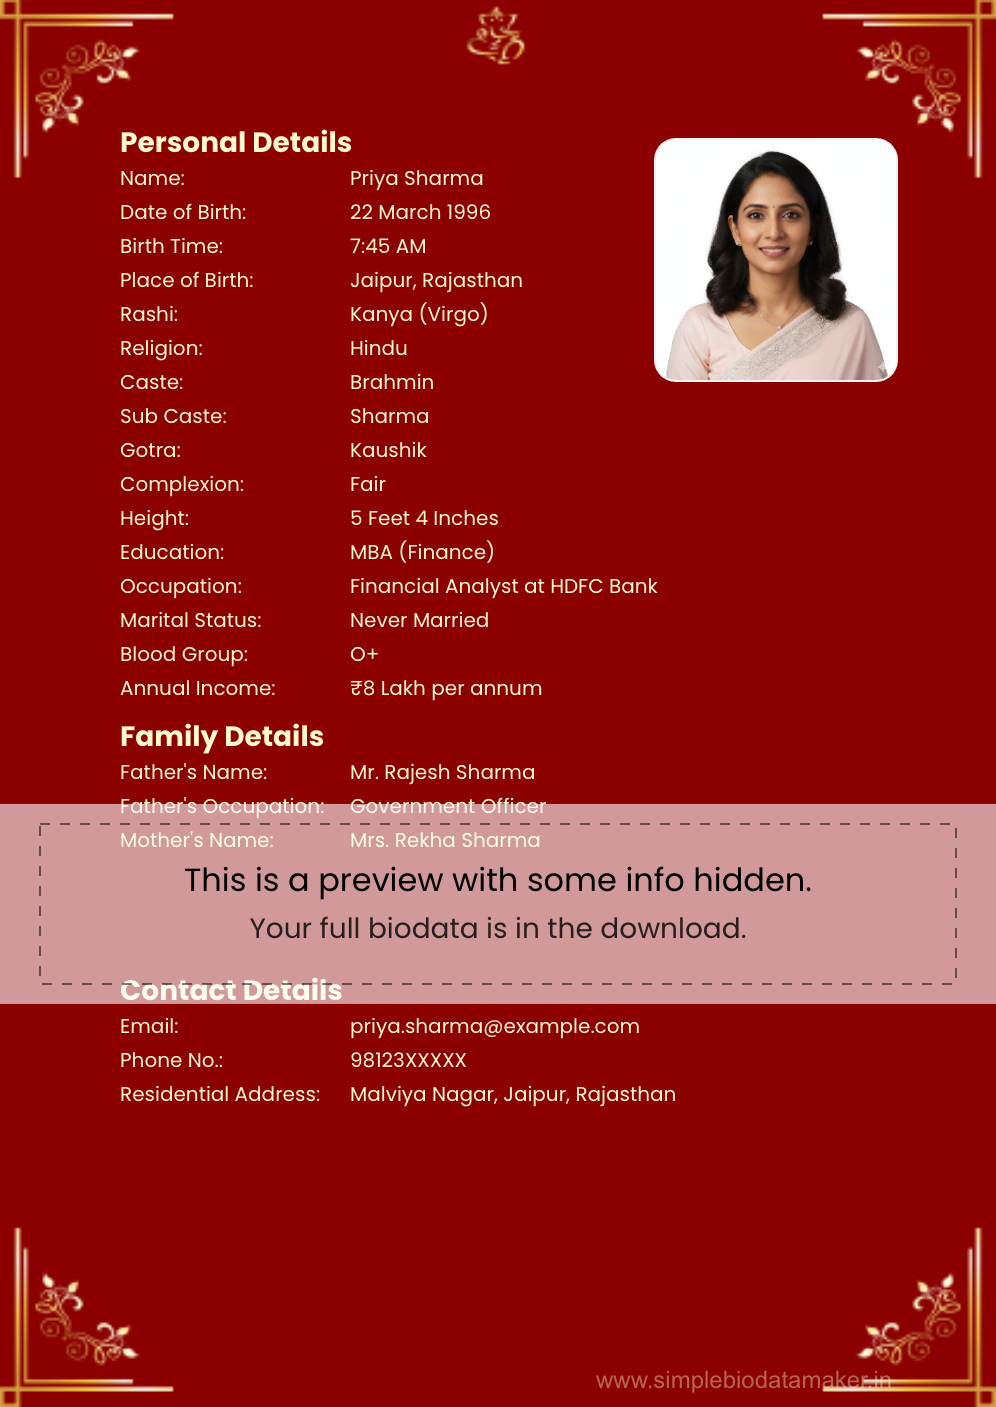 Personal Details
Name: Priya Sharma
Date of Birth: 22 March 1996
Birth Time: 7:45 AM
Place of Birth: Jaipur, Rajasthan
Rashi: Kanya (Virgo)
Religion: Hindu
Caste: Brahmin
Sub Caste: Sharma
Gotra: Kaushik
Complexion: Fair
Height: 5 Feet 4 Inches
Education: MBA (Finance)
Occupation: Financial Analyst at HDFC Bank
Marital Status: Never Married
Blood Group: O+
Annual Income: ₹8 Lakh per annum
Family Details
Father's Name: Mr. Rajesh Sharma
Father's Occupation: Government Officer
Mother's Name: Mrs. Rekha Sharma
This is a preview with some info hidden.
Your full biodata is in the download.
Contact Details
Email: priya.sharma@example.com
Phone No.: 98123XXXXX
Residential Address: Malviya Nagar, Jaipur, Rajasthan
www.simplebiodatamaker.in